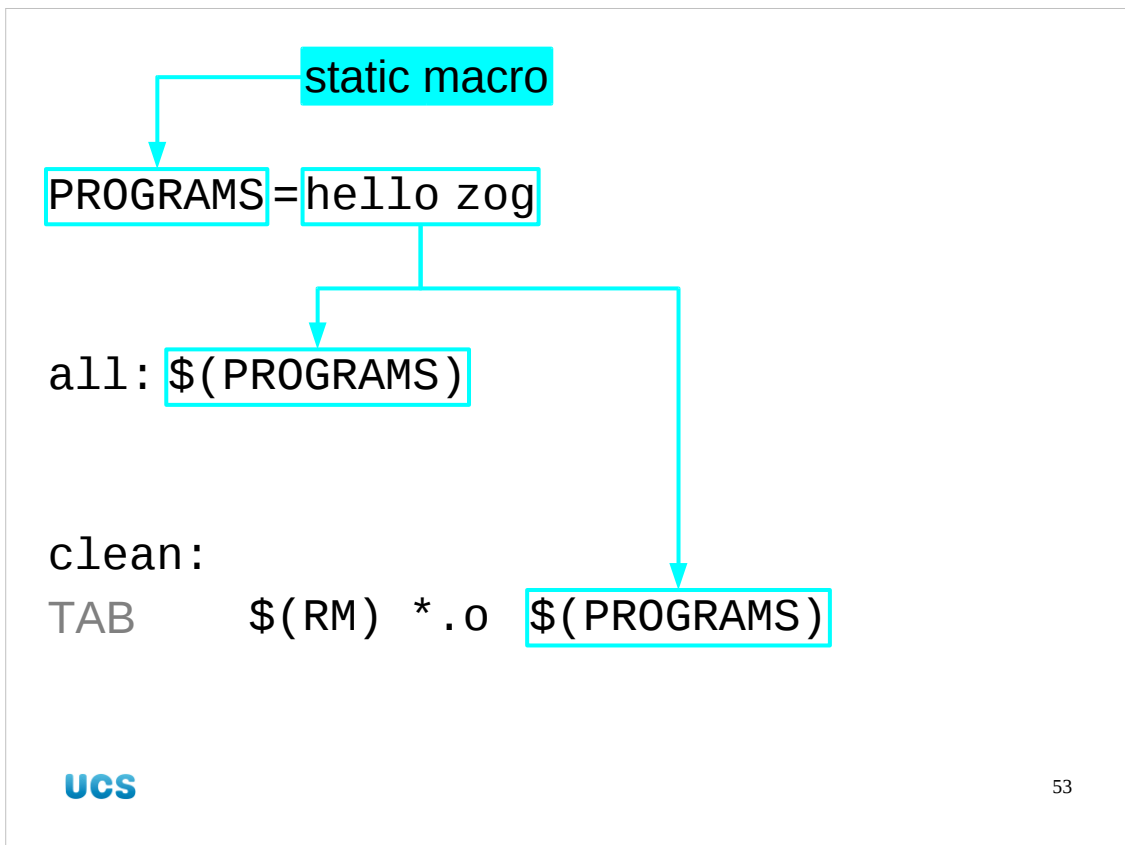 static macro
PROGRAMS=hello zog
all: $(PROGRAMS)
clean:
TAB $(RM) *.o $(PROGRAMS)
UCS
53